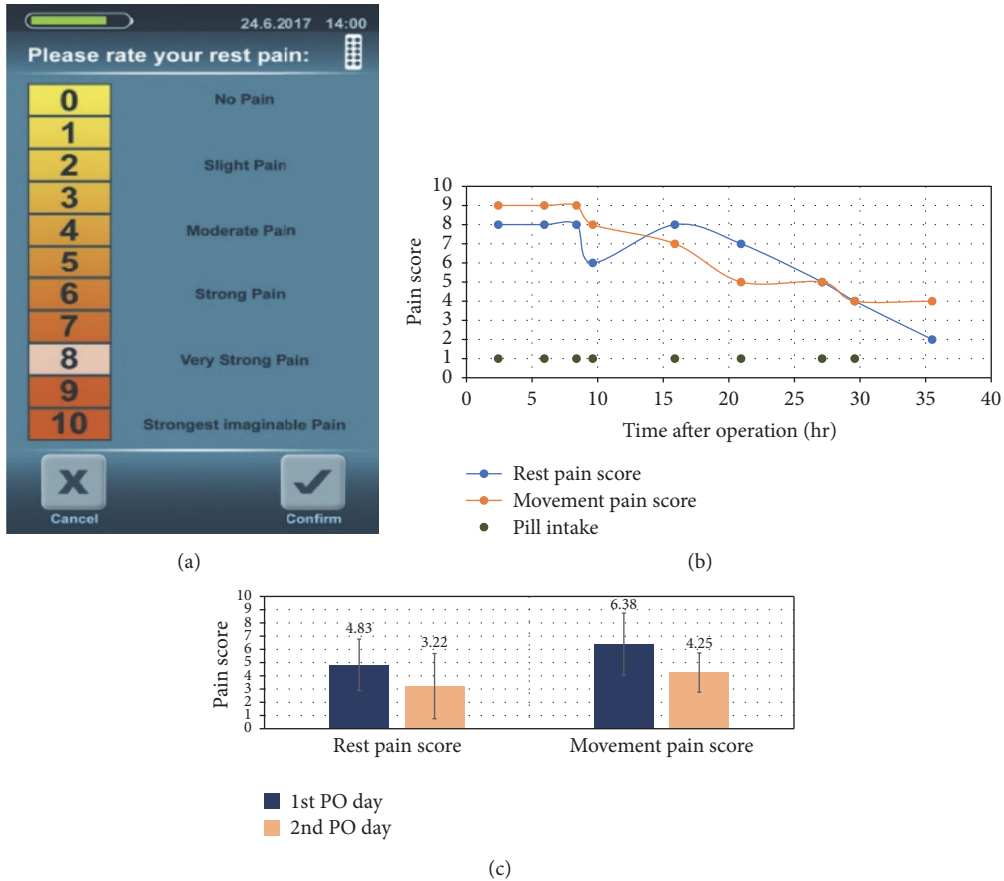 24.6.2017 14:00
Please rate your rest pain:
0 No Pain
1
2 Slight Pain
3
4 Moderate Pain
5
6 Strong Pain
7
8 Very Strong Pain
9
10 Strongest imaginable Pain
X
Cancel Confirm
(a)
10
9
8
7
6
5
4
3
2
1
0
Pain score
0 5 10 15 20 25 30 35 40
Time after operation (hr)
Rest pain score
Movement pain score
Pill intake
(b)
10
9
8
7
6
5
4
3
2
1
0
Pain score
4.83 3.22 6.38 4.25
Rest pain score Movement pain score
1st PO day
2nd PO day
(c)